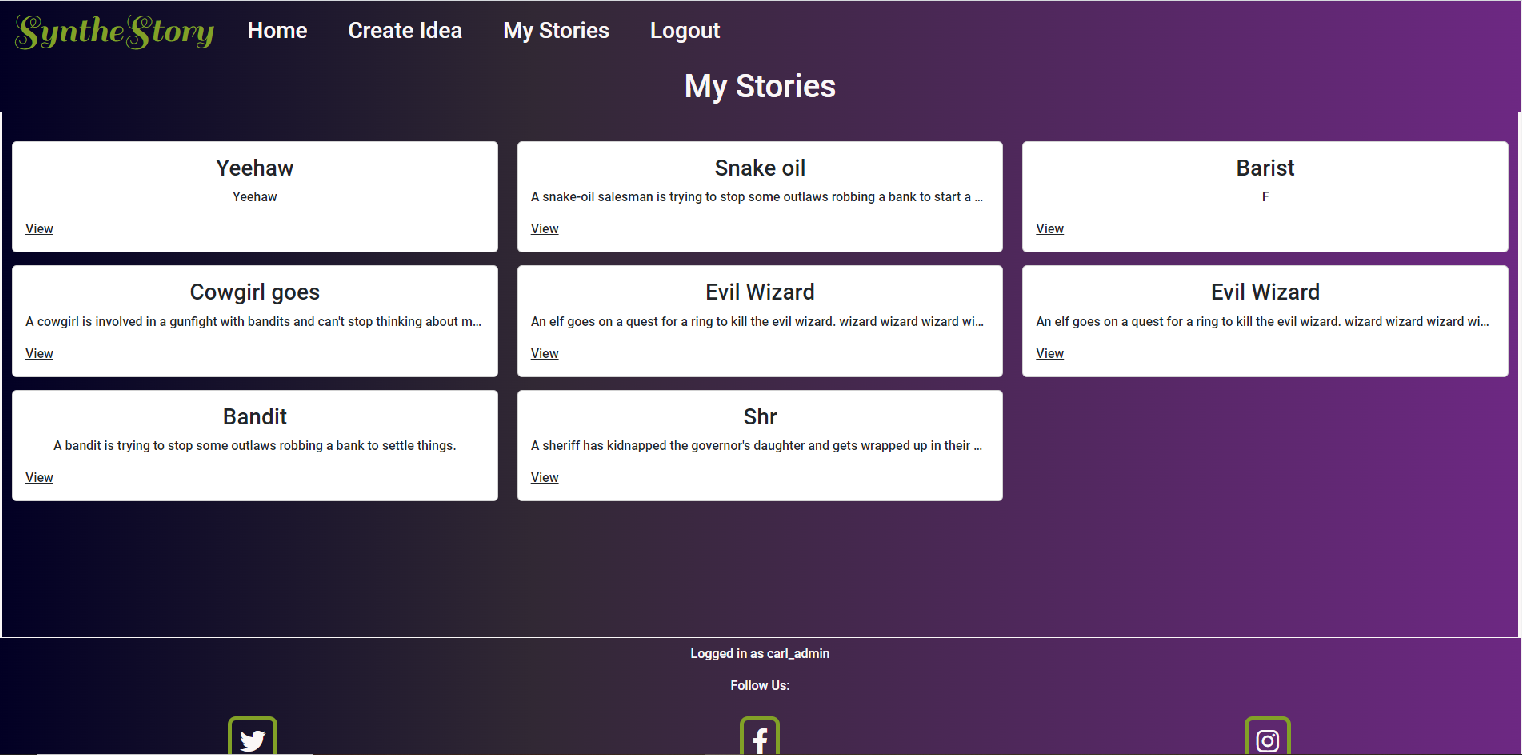 SyntheStory Home Create Idea My Stories Logout
My Stories
Yeehaw
Yeehaw
View
Snake oil
A snake-oil salesman is trying to stop some outlaws robbing a bank to start a ...
View
Barist
F
View
Cowgirl goes
A cowgirl is involved in a gunfight with bandits and can't stop thinking about m...
View
Evil Wizard
An elf goes on a quest for a ring to kill the evil wizard. wizard wizard wizard wi...
View
Evil Wizard
An elf goes on a quest for a ring to kill the evil wizard. wizard wizard wizard wi...
View
Bandit
A bandit is trying to stop some outlaws robbing a bank to settle things.
View
Shr
A sheriff has kidnapped the governor's daughter and gets wrapped up in their ...
View
Logged in as carl_admin
Follow Us: